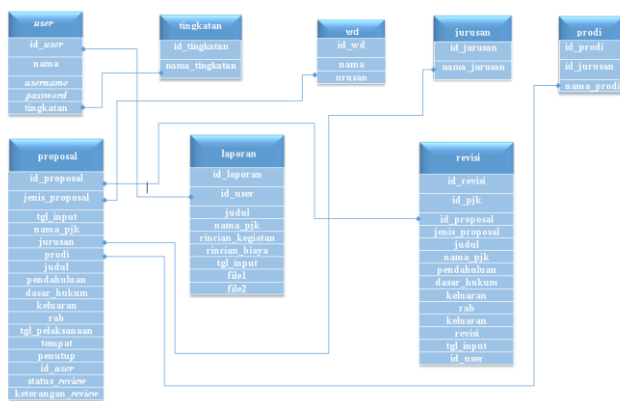 user
id_user
nama
username
password
tingkatan
tingkatan
id_tingkatan
nama_tingkatan
wd
id_wd
nama
urusan
jurusan
id_jurusan
nama_jurusan
prodi
id_prodi
id_jurusan
nama_prodi
proposal
id_proposal
jenis_proposal
tgl_input
nama_pjk
jurusan
prodi
judul
pendahuluan
dasar_hukum
keluaran
rab
tgl_pelaksanaan
tempat
penutup
id_user
status_review
keterangan_review
laporan
id_laporan
id_user
judul
nama_pjk
rincian_kegiatan
rincian_biaya
tgl_input
file1
file2
revisi
id_revisi
id_pjk
id_proposal
jenis_proposal
judul
nama_pjk
pendahuluan
dasar_hukum
keluaran
rab
keluaran
revisi
tgl_input
id_user